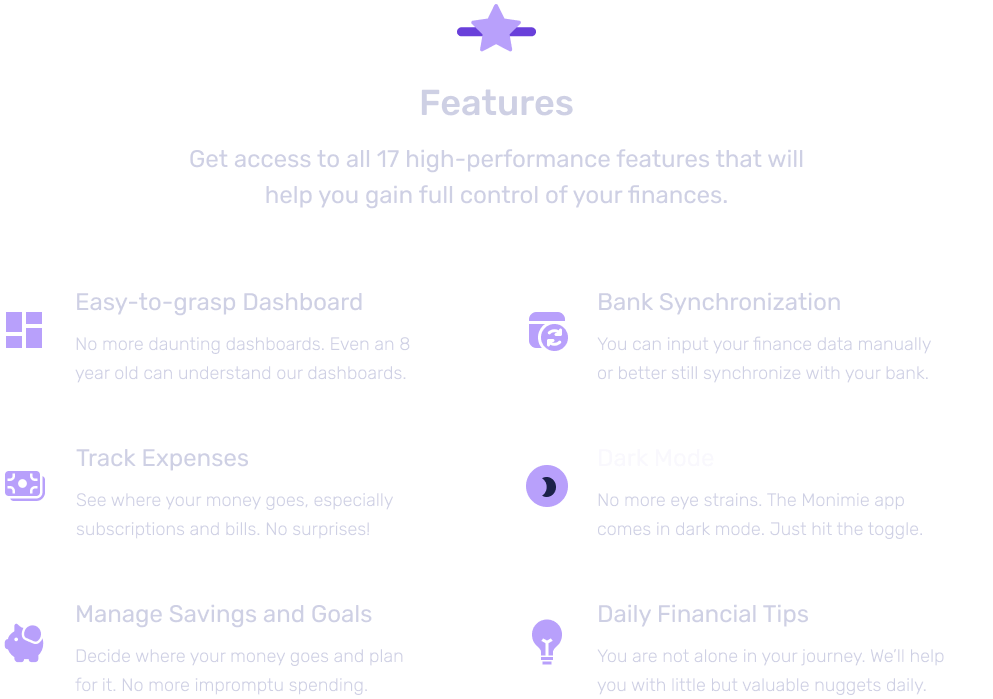 Features
Get access to all 17 high-performance features that will
help you gain full control of your finances.
Easy-to-grasp Dashboard
No more daunting dashboards. Even an 8
year old can understand our dashboards.
Bank Synchronization
You can input your finance data manually
or better still synchronize with your bank.
Track Expenses
See where your money goes, especially
subscriptions and bills. No surprises!
Dark Mode
No more eye strains. The Monimie app
comes in dark mode. Just hit the toggle.
Manage Savings and Goals
Decide where your money goes and plan
for it. No more impromptu spending.
Daily Financial Tips
You are not alone in your journey. We’ll help
you with little but valuable nuggets daily.